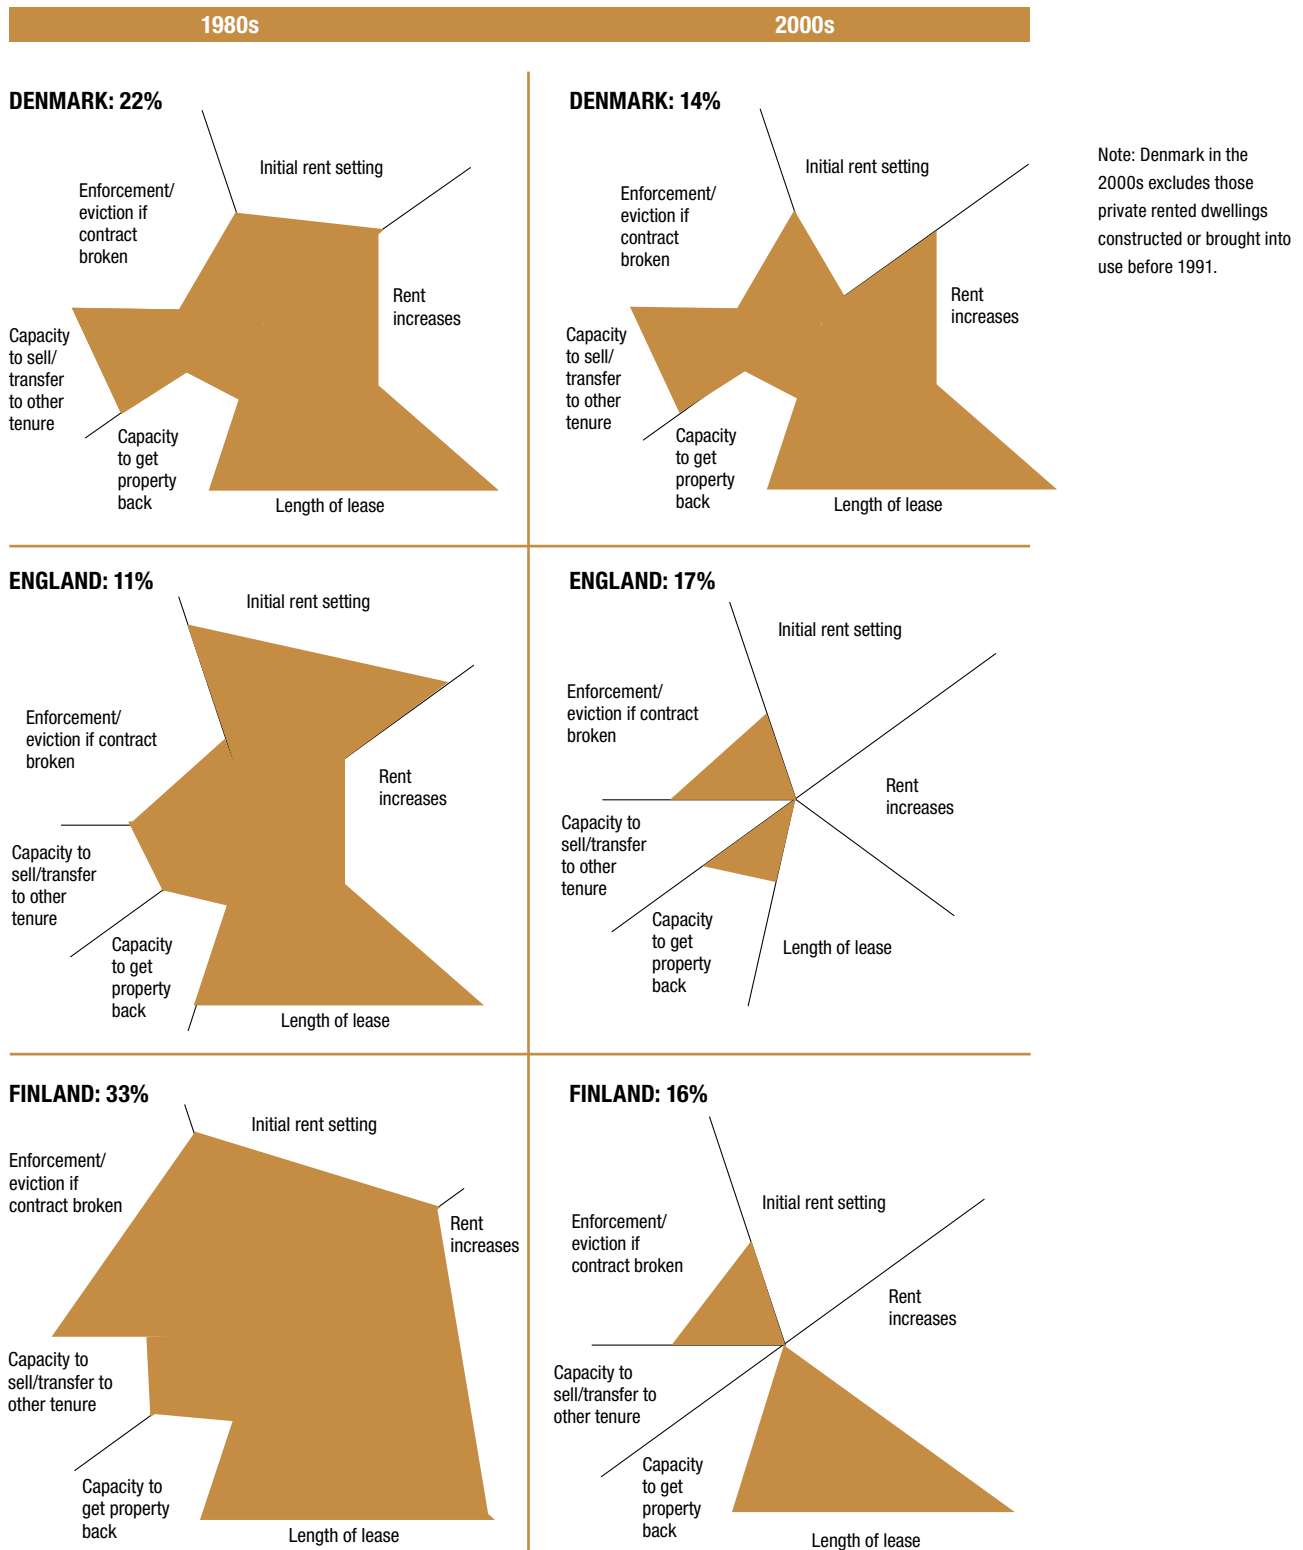 1980s
2000s
DENMARK: 22%
Initial rent setting
Enforcement/
eviction if
contract
broken
Rent
increases
Capacity
to sell/
transfer
to other
tenure
Capacity
to get
property
back
Length of lease
DENMARK: 14%
Initial rent setting
Enforcement/
eviction if
contract
broken
Rent
increases
Capacity
to sell/
transfer
to other
tenure
Capacity
to get
property
back
Length of lease
Note: Denmark in the
2000s excludes those
private rented dwellings
constructed or brought into
use before 1991.
ENGLAND: 11%
Initial rent setting
Enforcement/
eviction if contract
broken
Rent
increases
Capacity to
sell/transfer
to other
tenure
Capacity
to get
property
back
Length of lease
ENGLAND: 17%
Initial rent setting
Enforcement/
eviction if contract
broken
Rent
increases
Capacity to
sell/transfer
to other
tenure
Capacity
to get
property
back
Length of lease
FINLAND: 33%
Initial rent setting
Enforcement/
eviction if
contract broken
Rent
increases
Capacity to
sell/transfer to
other tenure
Capacity to
get property
back
Length of lease
FINLAND: 16%
Initial rent setting
Enforcement/
eviction if
contract broken
Rent
increases
Capacity to
sell/transfer to
other tenure
Capacity
to get
property
back
Length of lease